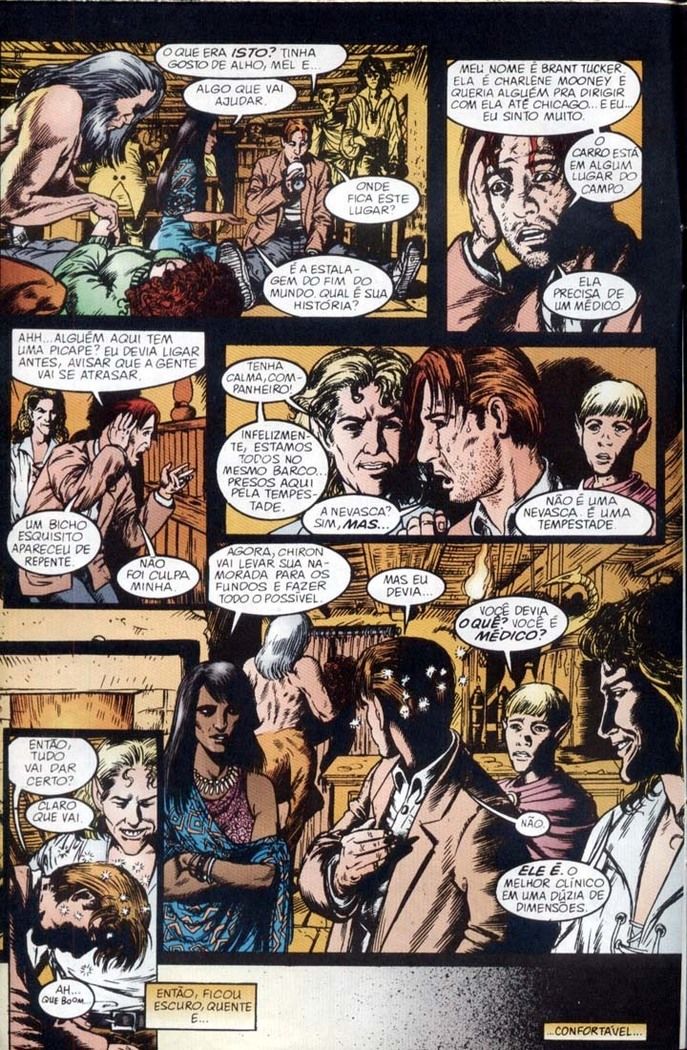 O QUE ERA ISTO? TINHA
GOSTO DE ALHO, MEL E...
ALGO QUE VAI
AJUDAR.
ONDE
FICA ESTE
LUGAR?
É A ESTALA-
GEM DO FIM DO
MUNDO. QUAL É SUA
HISTÓRIA?
MEU NOME É BRANT TUCKER.
ELA É CHARLENE MOONEY E
QUERIA ALGUÉM PRA DIRIGIR
COM ELA ATÉ CHICAGO... E EU...
EU SINTO MUITO.
O
CARRO ESTÁ
EM ALGUM
LUGAR DO
CAMPO.
ELA
PRECISA DE
UM MÉDICO.
AHH... ALGUÉM AQUI TEM
UMA PICAPE? EU DEVIA LIGAR
ANTES, AVISAR QUE A GENTE
VAI SE ATRASAR.
UM BICHO
ESQUISITO
APARECEU DE
REPENTE.
NÃO
FOI CULPA
MINHA.
TENHA
CALMA, COM-
PANHEIRO!
INFELIZMEN-
TE, ESTAMOS
TODOS NO
MESMO BARCO...
PRESOS AQUI
PELA TEMPES-
TADE.
A NEVASCA?
SIM, MAS...
NÃO É UMA
NEVASCA. É UMA
TEMPESTADE.
AGORA, CHIRON
VAI LEVAR SUA NA-
MORADA PARA OS
FUNDOS E FAZER
TODO O POSSÍVEL.
MAS EU
DEVIA...
VOCÊ DEVIA
O QUÊ? VOCÊ É
MÉDICO?
NÃO.
ELE É. O
MELHOR CLÍNICO
EM UMA DÚZIA DE
DIMENSÕES.
ENTÃO,
TUDO
VAI DAR
CERTO?
CLARO
QUE VAI.
AH...
QUE BOOM...
ENTÃO, FICOU
ESCURO, QUENTE
E...
...CONFORTÁVEL...